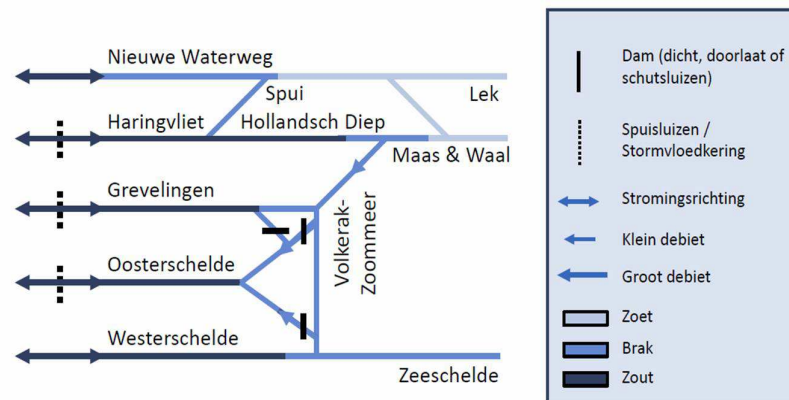 Nieuwe Waterweg
Spui
Lek
Haringvliet
Hollandsch Diep
Maas & Waal
Grevelingen
Volkerak-
Zoommeer
Oosterschelde
Westerschelde
Zeeschelde
Dam (dicht, doorlaat of
schutsluizen)
Spuisluizen /
Stormvloedkering
Stromingsrichting
Klein debiet
Groot debiet
Zoet
Brak
Zout